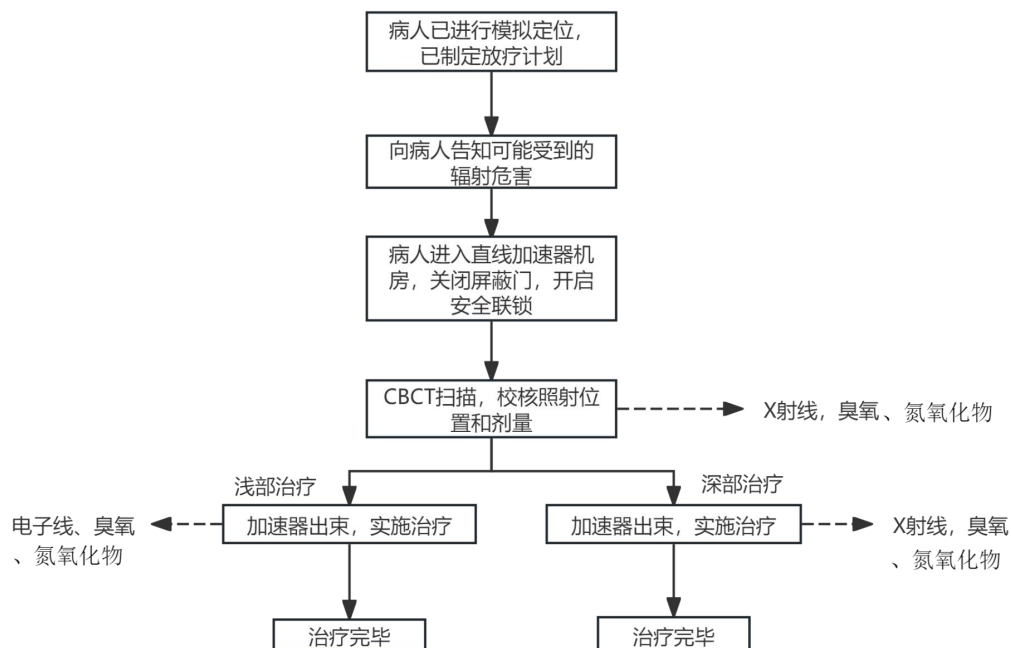 病人已进行模拟定位,
已制定放疗计划
向病人告知可能受到的
辐射危害
病人进入直线加速器机
房，关闭屏蔽门，开启
安全联锁
CBCT扫描，校核照射位
置和剂量
X射线，臭氧、氮氧化物
浅部治疗
深部治疗
电子线、臭氧
、氮氧化物
加速器出束，实施治疗
加速器出束，实施治疗
X射线，臭氧
、氮氧化物
治疗完毕
治疗完毕